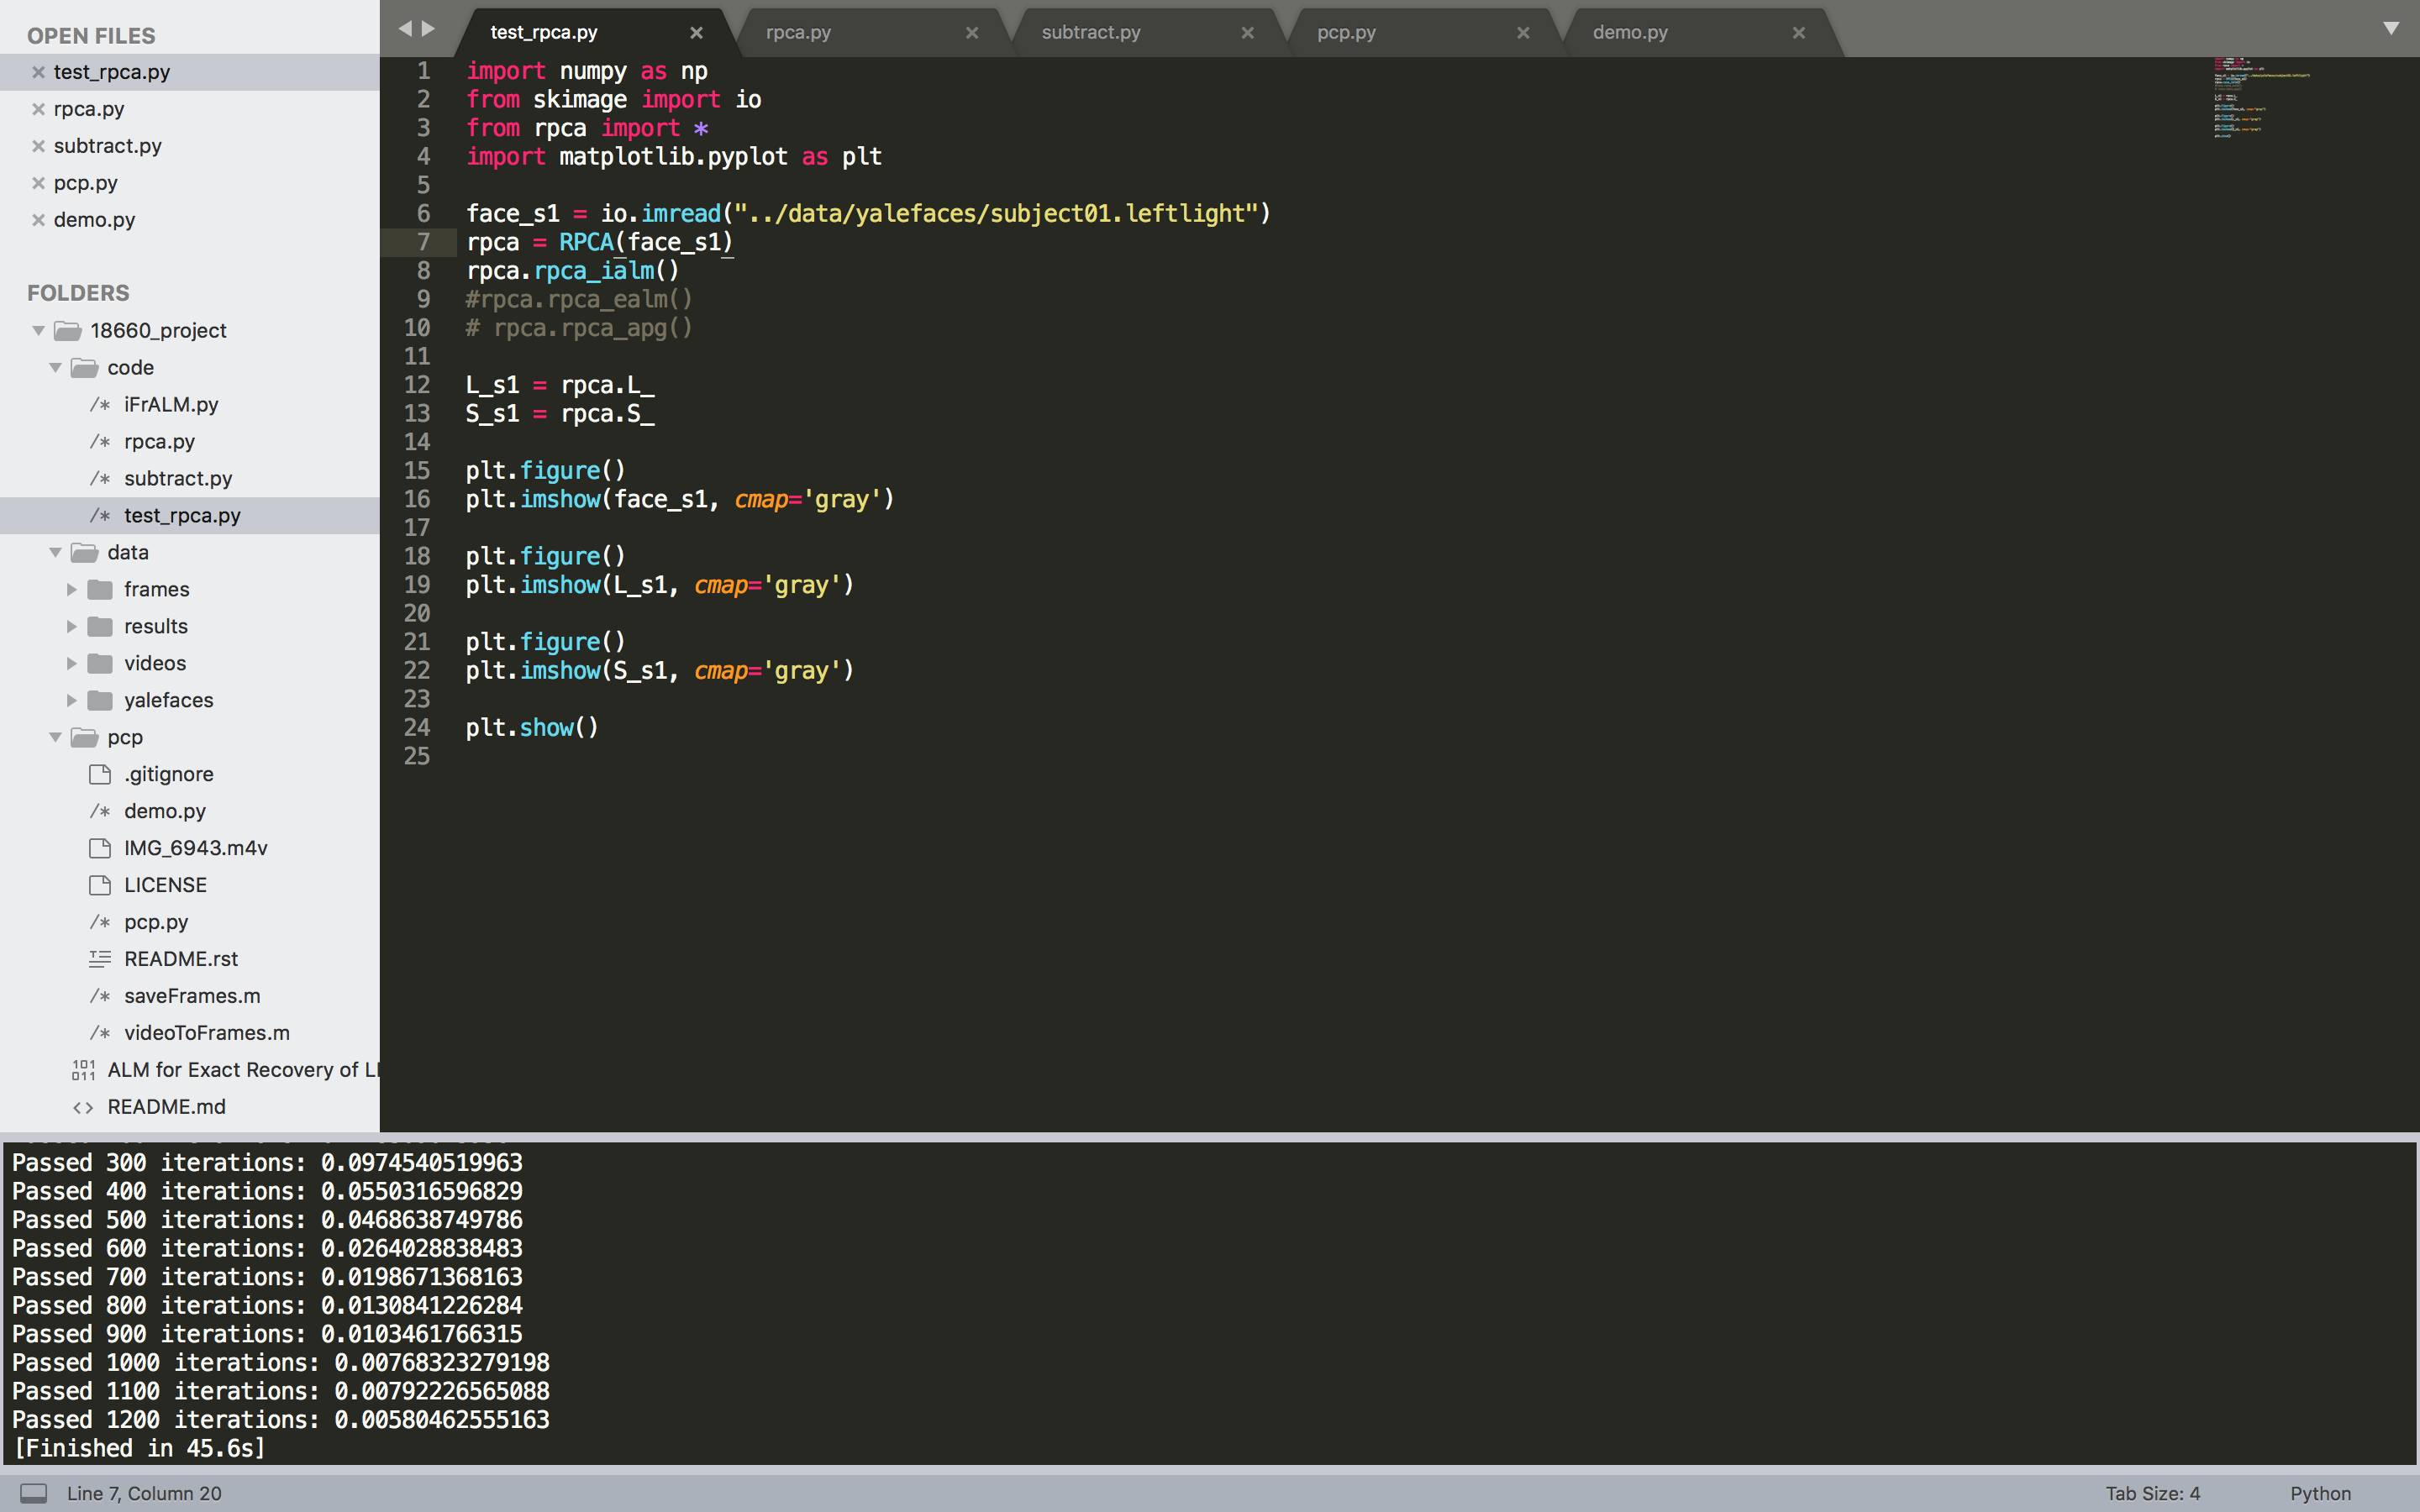 OPEN FILES
test_rpca.py
rpca.py
subtract.py
pcp.py
demo.py
FOLDERS
18660_project
code
/* iFrALM.py
/* rpca.py
/* subtract.py
/* test_rpca.py
data
frames
results
videos
yalefaces
pcp
.gitignore
/* demo.py
IMG_6943.m4v
LICENSE
/* pcp.py
README.rst
/* saveFrames.m
/* videoToFrames.m
ALM for Exact Recovery of
<> README.md
test_rpca.py rpca.py subtract.py pcp.py demo.py
1 import numpy as np
2 from skimage import io
3 from rpca import *
4 import matplotlib.pyplot as plt
5
6 face_s1 = io.imread("../data/yalefaces/subject01.leftlight")
7 rpca = RPCA(face_s1)
8 rpca.rpca_ialm()
9 #rpca.rpca_ealm()
10 # rpca.rpca_apg()
11
12 L_s1 = rpca.L_
13 S_s1 = rpca.S_
14
15 plt.figure()
16 plt.imshow(face_s1, cmap='gray')
17
18 plt.figure()
19 plt.imshow(L_s1, cmap='gray')
20
21 plt.figure()
22 plt.imshow(S_s1, cmap='gray')
23
24 plt.show()
25
Passed 300 iterations: 0.0974540519963
Passed 400 iterations: 0.0550316596829
Passed 500 iterations: 0.0468638749786
Passed 600 iterations: 0.0264028838483
Passed 700 iterations: 0.0198671368163
Passed 800 iterations: 0.0130841226284
Passed 900 iterations: 0.0103461766315
Passed 1000 iterations: 0.00768323279198
Passed 1100 iterations: 0.00792226565088
Passed 1200 iterations: 0.00580462555163
[Finished in 45.6s]
Line 7, Column 20
Tab Size: 4
Python